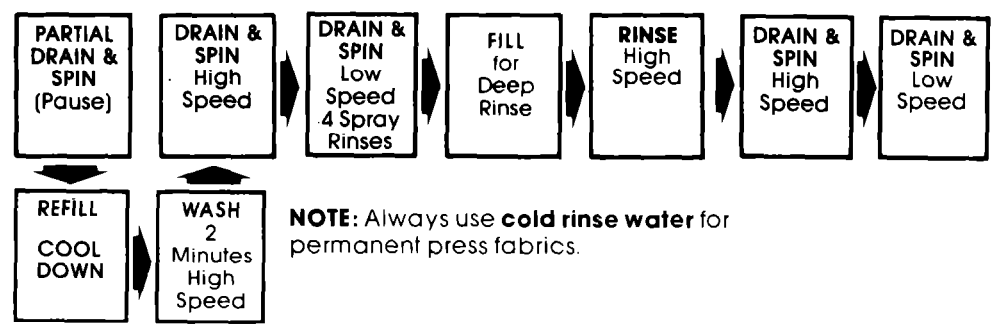 PARTIAL
DRAIN &
SPIN
(Pause)
REFILL
COOL
DOWN
WASH
2
Minutes
High
Speed
DRAIN &
SPIN
High
Speed
DRAIN &
SPIN
Low
Speed
4 Spray
Rinses
FILL
for
Deep
Rinse
RINSE
High
Speed
DRAIN &
SPIN
High
Speed
DRAIN &
SPIN
Low
Speed
NOTE: Always use cold rinse water for
permanent press fabrics.